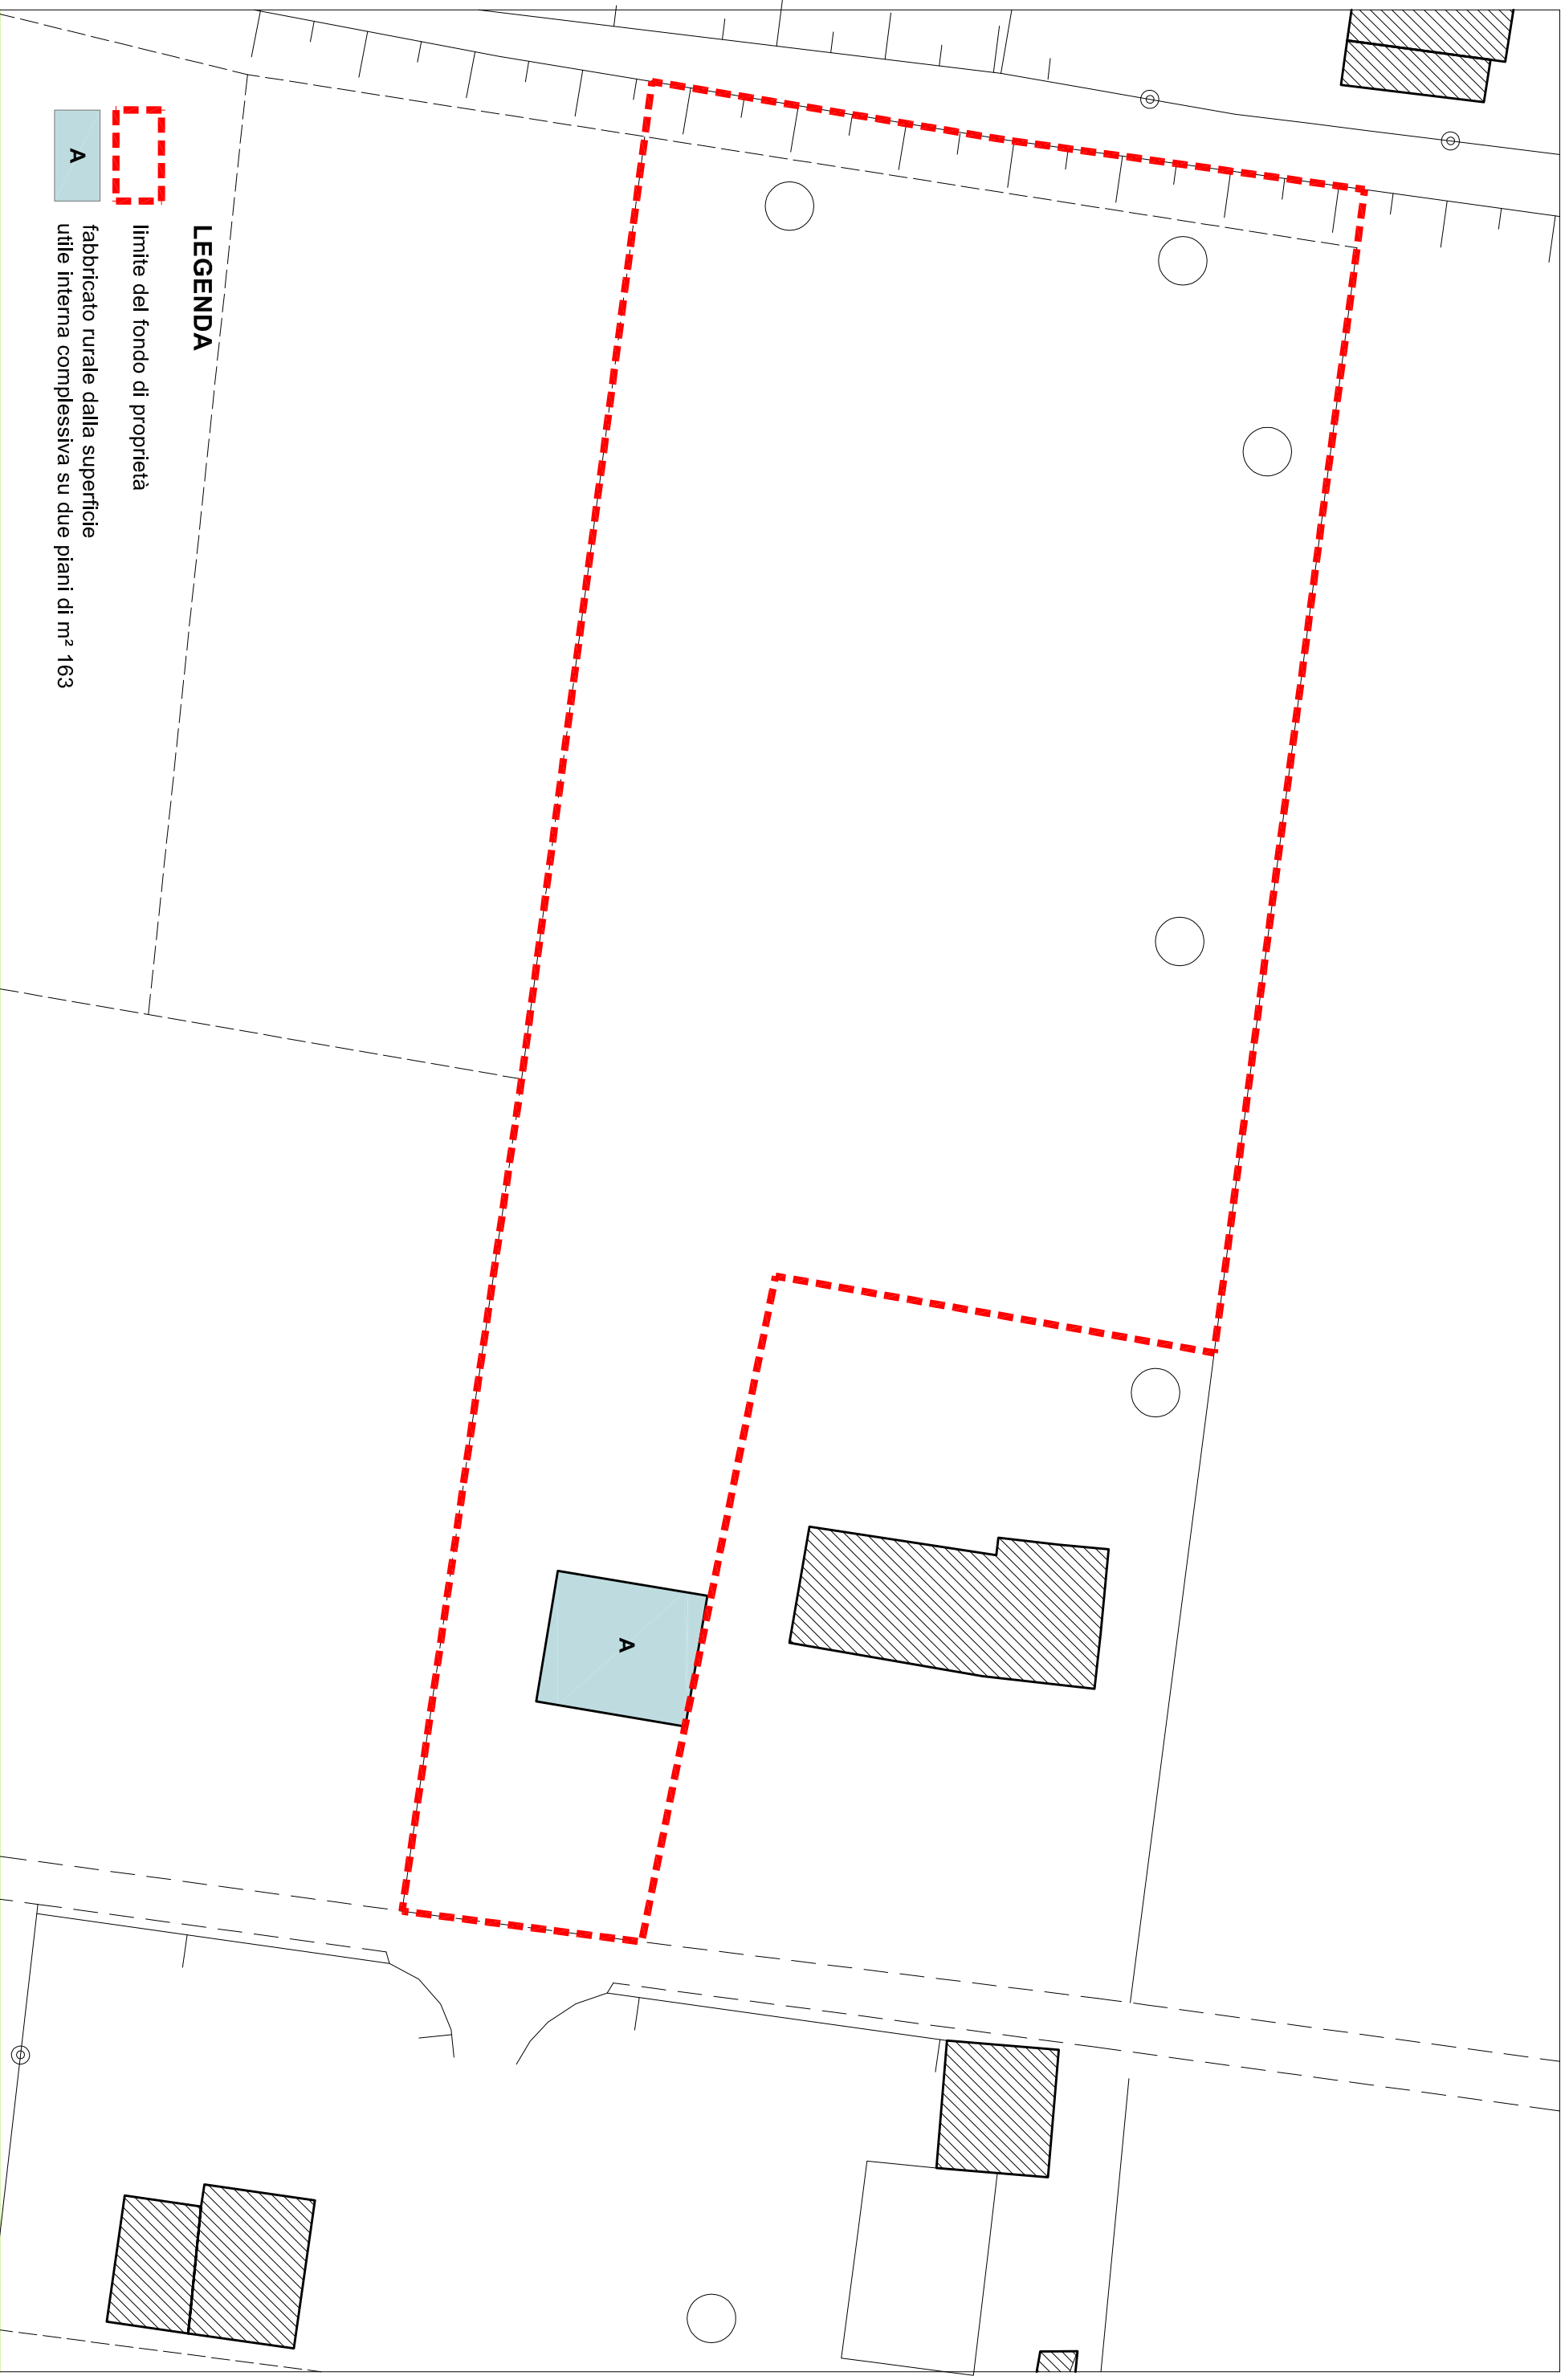 LEGENDA
limite del fondo di proprietà
A
fabbricato rurale dalla superficie
utile interna complessiva su due piani di m² 163
A